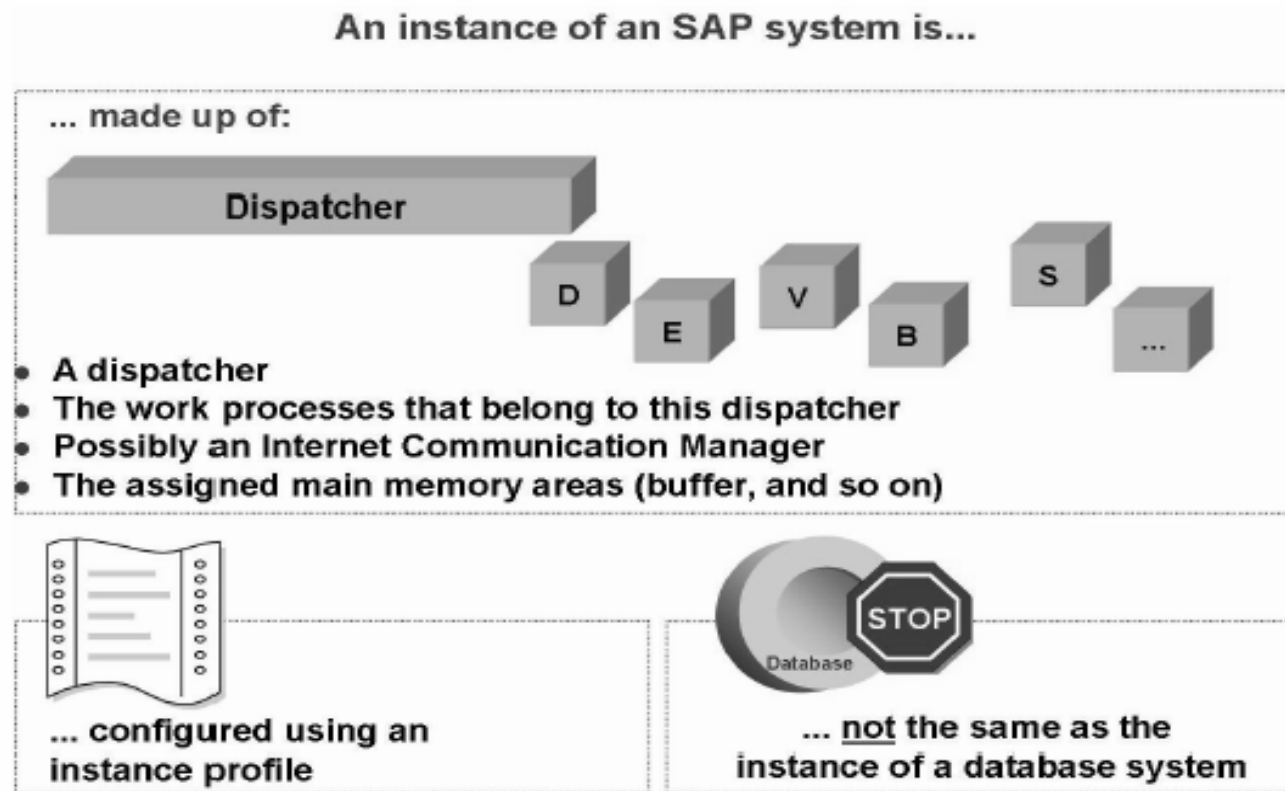 An instance of an SAP system is...
... made up of:
Dispatcher
D
E
V
B
S
...
• A dispatcher
• The work processes that belong to this dispatcher
• Possibly an Internet Communication Manager
• The assigned main memory areas (buffer, and so on)
... configured using an
instance profile
Database
STOP
... not the same as the
instance of a database system